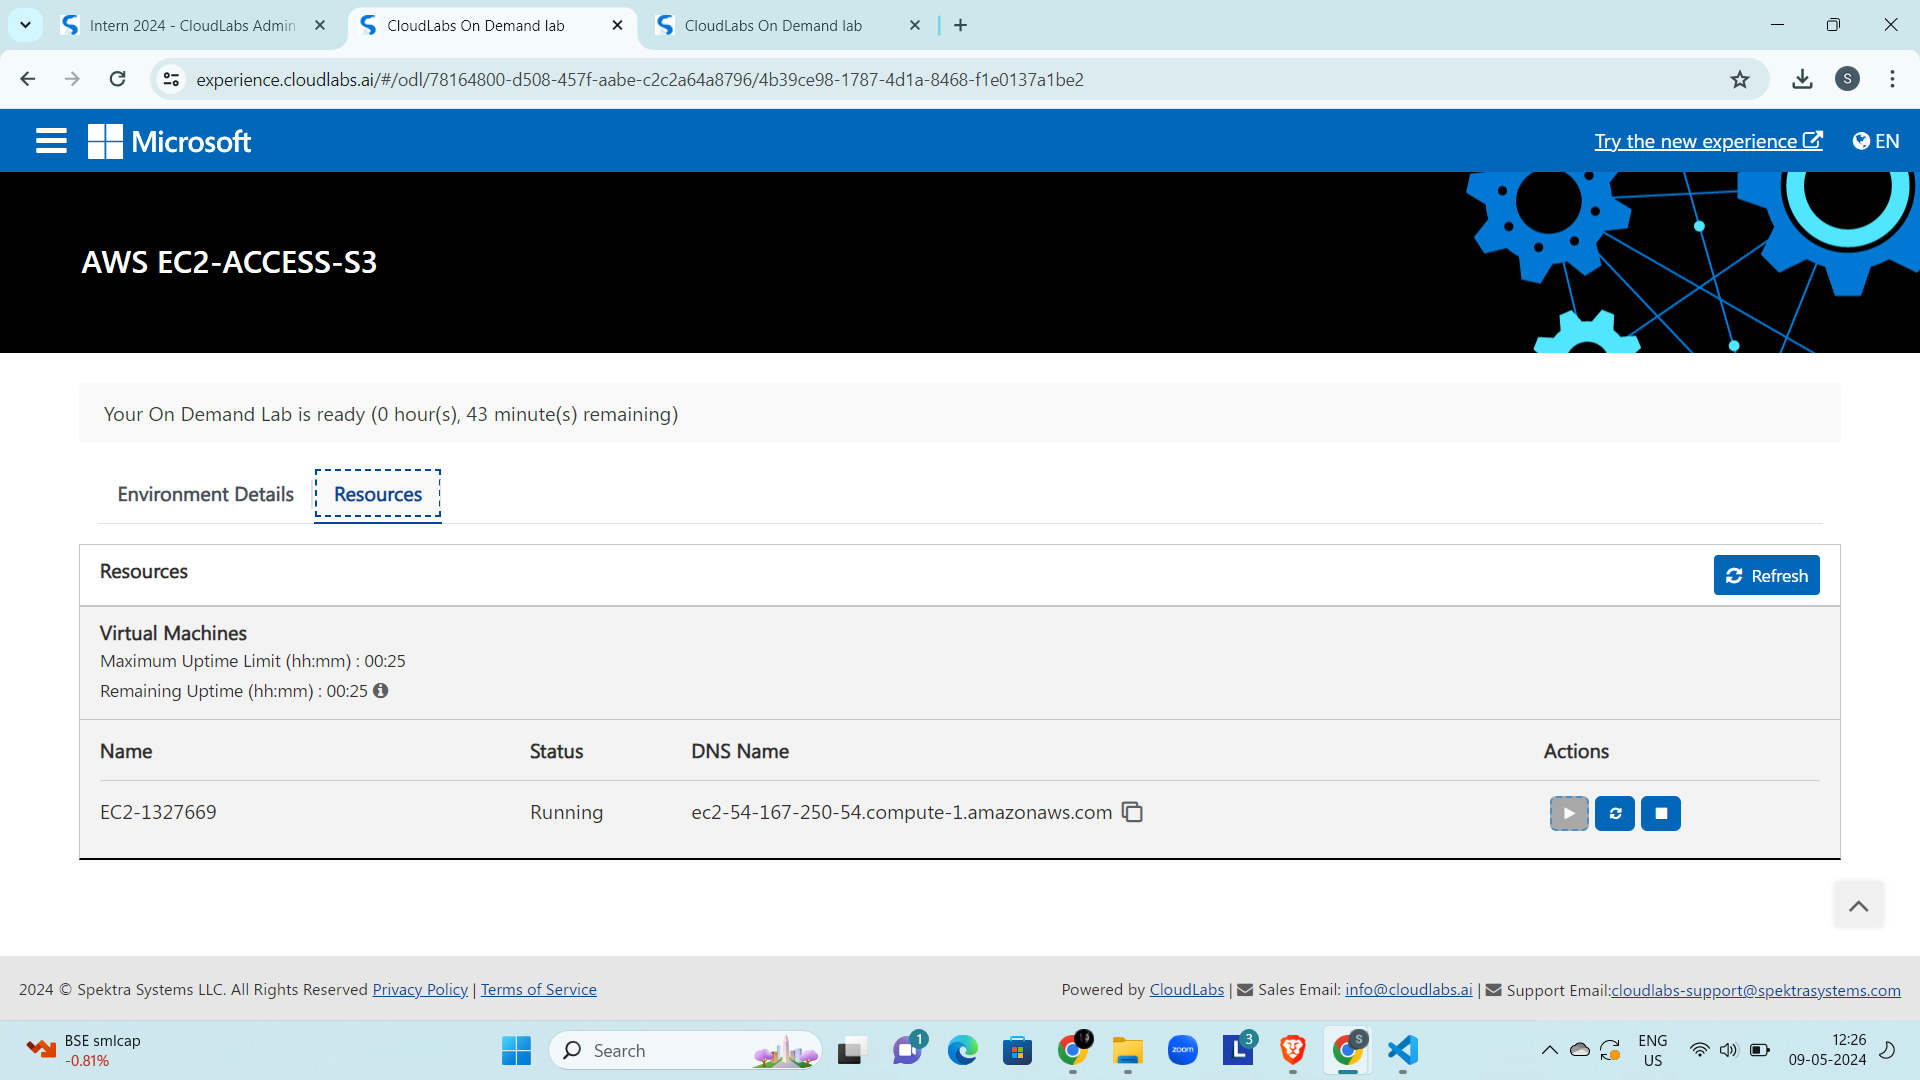 Intern 2024 - CloudLabs Admin
CloudLabs On Demand lab
CloudLabs On Demand lab
experience.cloudlabs.ai/#/odl/78164800-d508-457f-aabe-c2c2a64a8796/4b39ce98-1787-4d1a-8468-f1e0137a1be2
S
Microsoft
Try the new experience
EN
AWS EC2-ACCESS-S3
Your On Demand Lab is ready (0 hour(s), 43 minute(s) remaining)
Environment Details
Resources
Resources
Refresh
Virtual Machines
Maximum Uptime Limit (hh:mm) : 00:25
Remaining Uptime (hh:mm) : 00:25
Name Status DNS Name Actions
EC2-1327669 Running ec2-54-167-250-54.compute-1.amazonaws.com
2024 © Spektra Systems LLC. All Rights Reserved Privacy Policy | Terms of Service
Powered by CloudLabs | Sales Email: info@cloudlabs.ai | Support Email:cloudlabs-support@spektrasystems.com
BSE smlcap
-0.81%
Search
1
zoom
L
3
S
ENG
US
12:26
09-05-2024